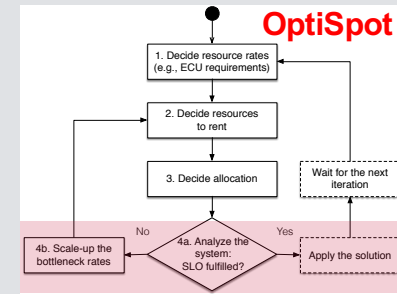 OptiSpot
1. Decide resource rates
(e.g., ECU requirements)
2. Decide resources
to rent
3. Decide allocation
Wait for the next
iteration
No
4a. Analyze the
system:
SLO fulfilled?
Yes
4b. Scale-up the
bottleneck rates
Apply the solution